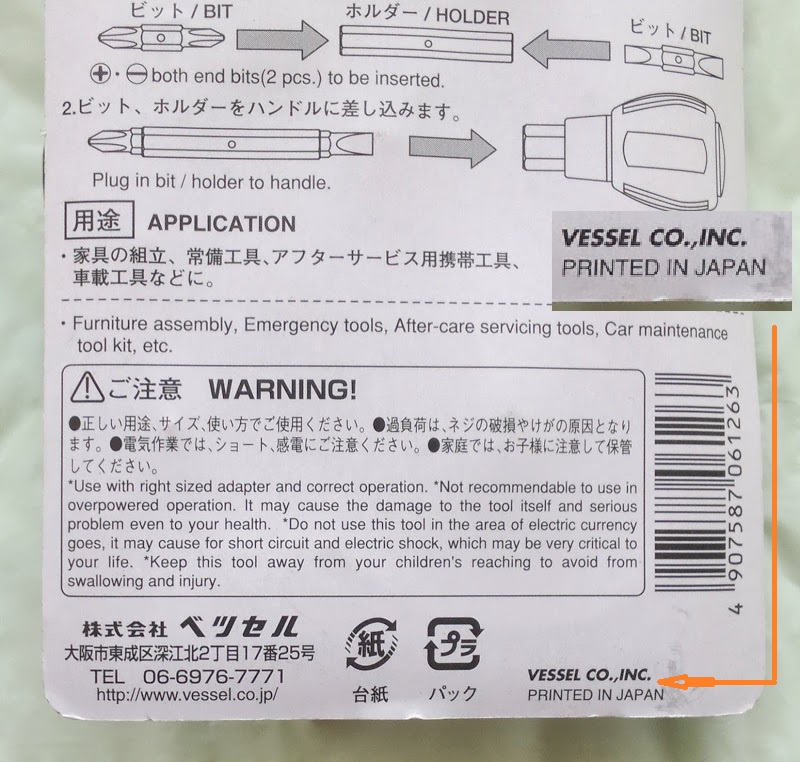 ビット/BIT
ホルダー/HOLDER
ビット/BIT
⊕・⊖ both end bits(2 pcs.) to be inserted.
2.ビット、ホルダーをハンドルに差し込みます。
Plug in bit / holder to handle.
用途 APPLICATION
・家具の組立、常備工具、アフターサービス用携帯工具、
車載工具などに。
VESSEL CO.,INC.
PRINTED IN JAPAN
・Furniture assembly, Emergency tools, After-care servicing tools, Car maintenance
tool kit, etc.
⚠ご注意 WARNING!
●正しい用途、サイズ、使い方でご使用ください。●過負荷は、ネジの破損やけがの原因となり
ます。●電気作業では、ショート、感電にご注意ください。●家庭では、お子様に注意して保管
してください。
*Use with right sized adapter and correct operation. *Not recommendable to use in
overpowered operation. It may cause the damage to the tool itself and serious
problem even to your health. *Do not use this tool in the area of electric currency
goes, it may cause for short circuit and electric shock, which may be very critical to
your life. *Keep this tool away from your children's reaching to avoid from
swallowing and injury.
4 907587 061263
株式会社 ベッセル
大阪市東成区深江北2丁目17番25号
TEL 06-6976-7771
http://www.vessel.co.jp/
紙
台紙
プラ
パック
VESSEL CO.,INC.
PRINTED IN JAPAN